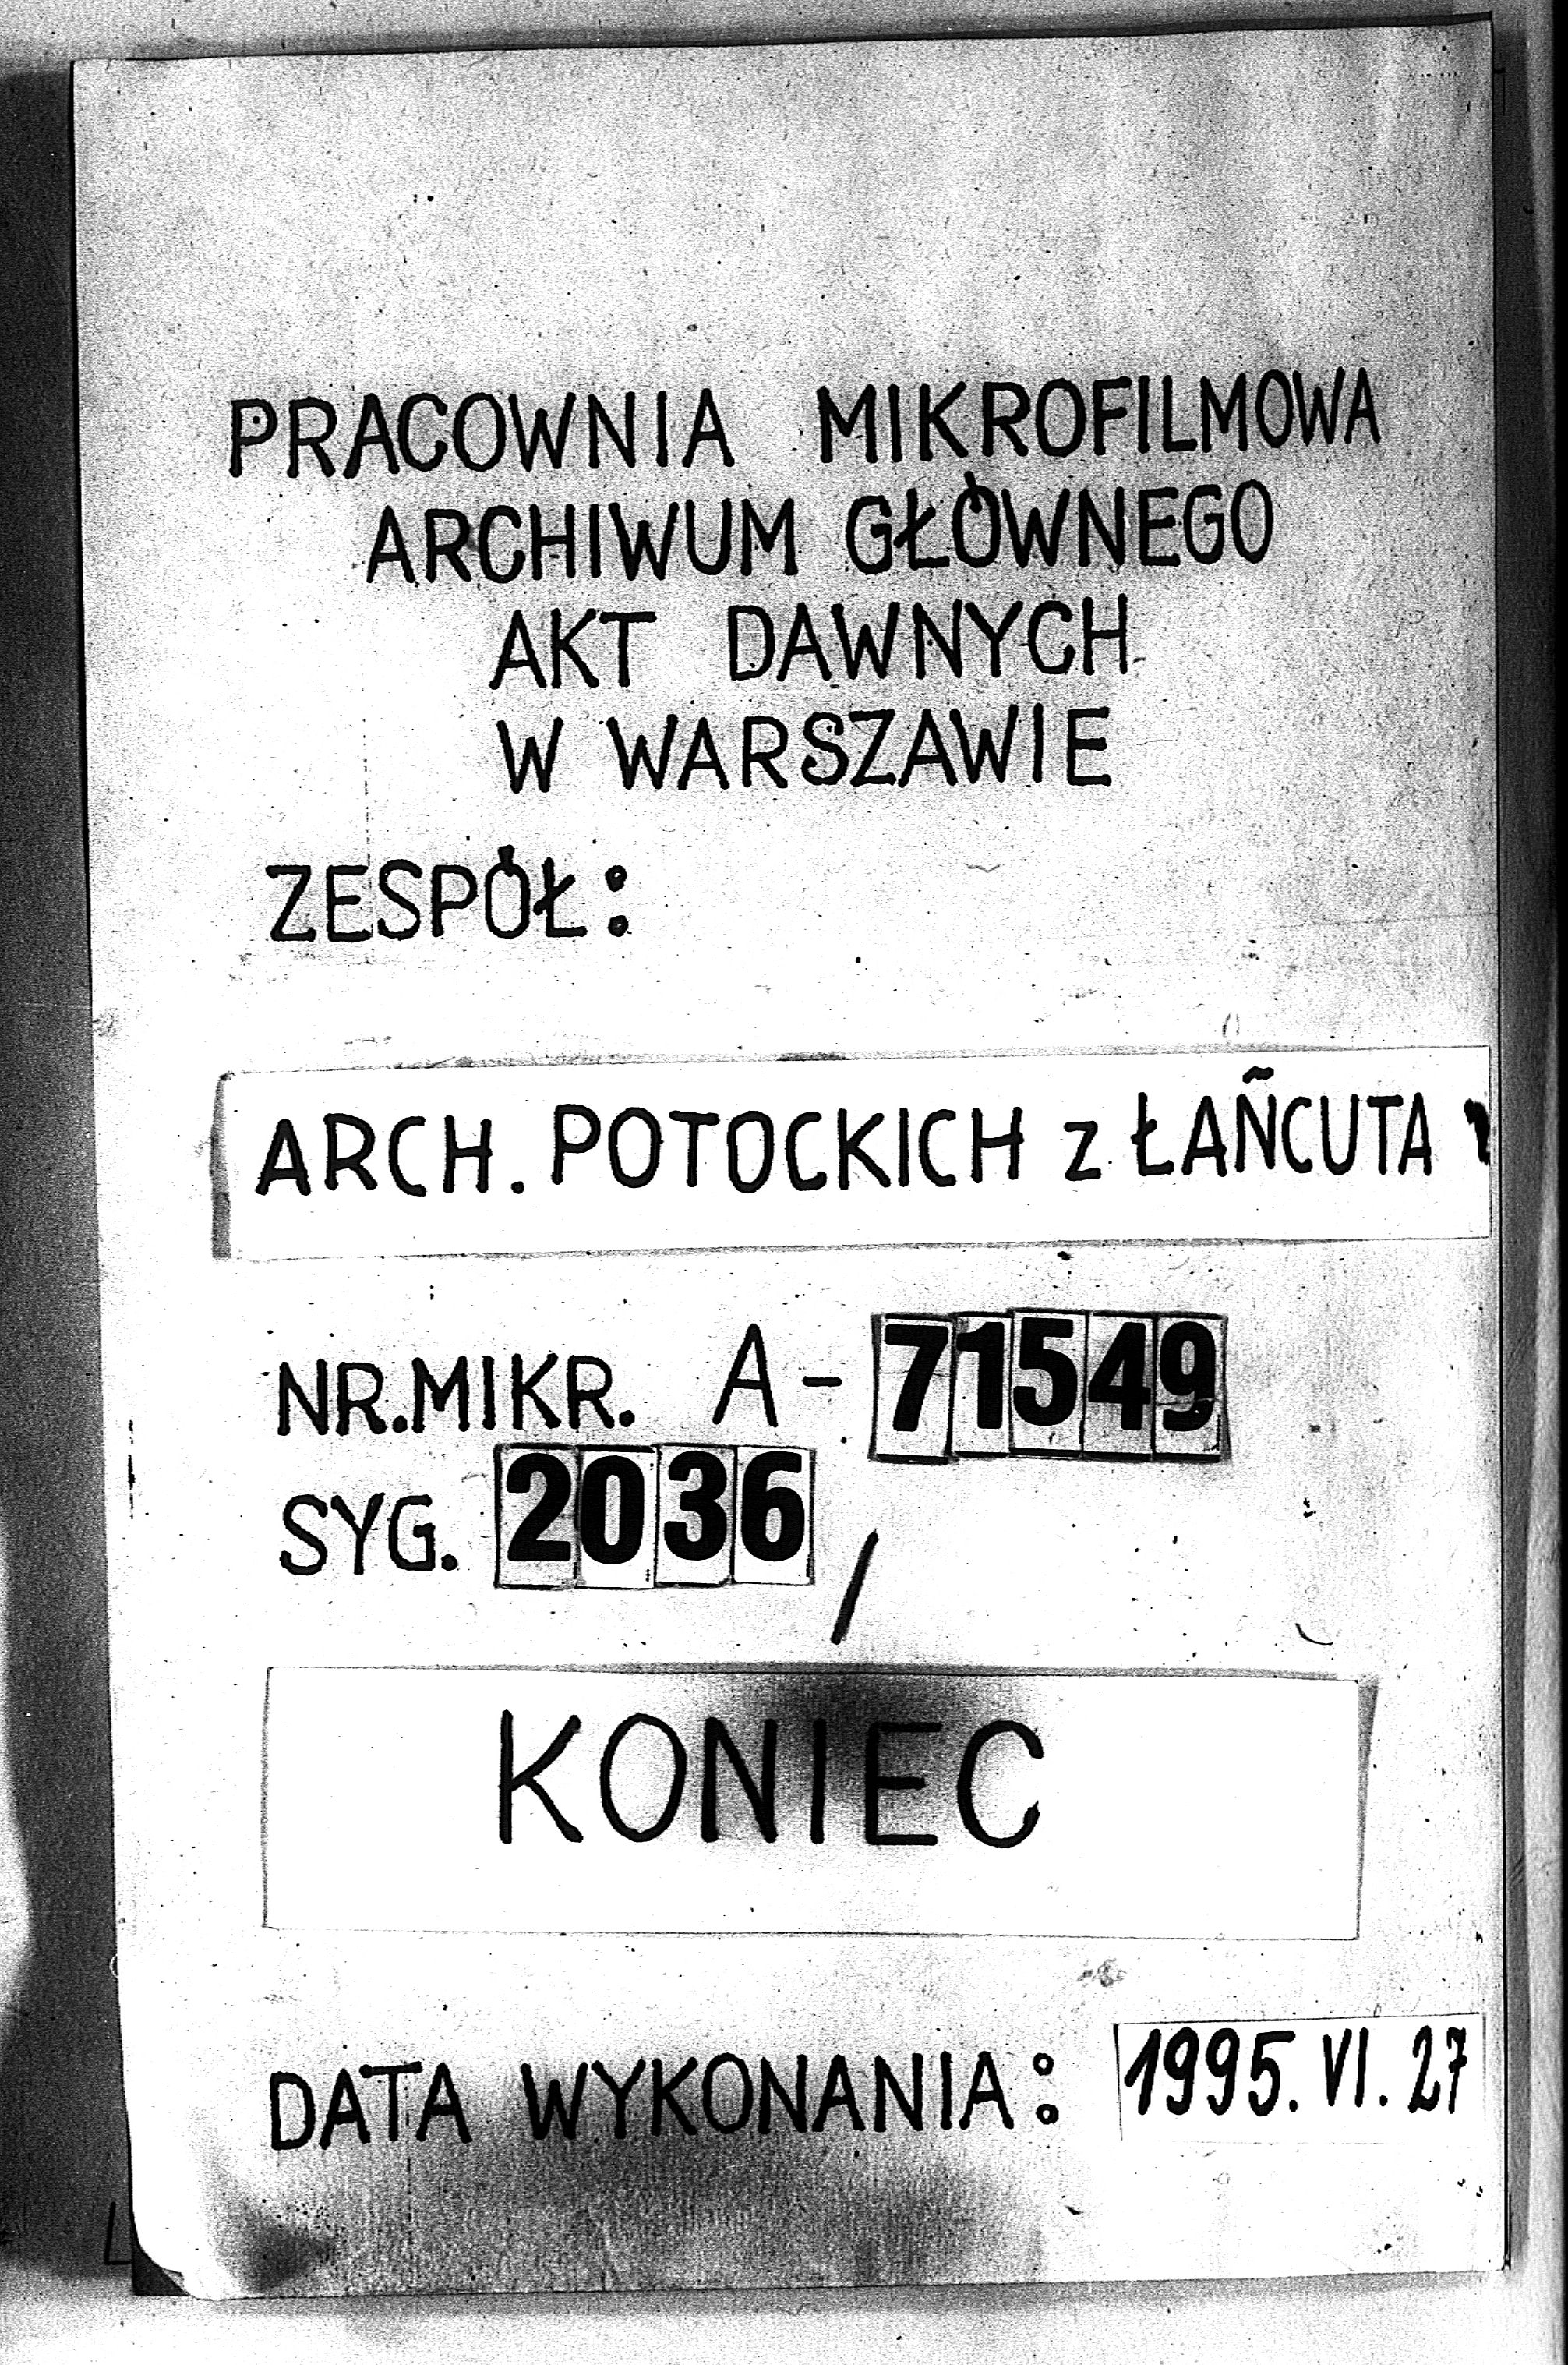 PRACOWNIA MIKROFILMOWA
ARCHIWUM GŁÓWNEGO
AKT DAWNYCH
W WARSZAWIE
ZESPÓŁ:
ARCH. POTOCKICH z ŁAŃCUTA
NR.MIKR. A-71549
SYG. 2036/
KONIEC
DATA WYKONANIA: 1995. VI. 27